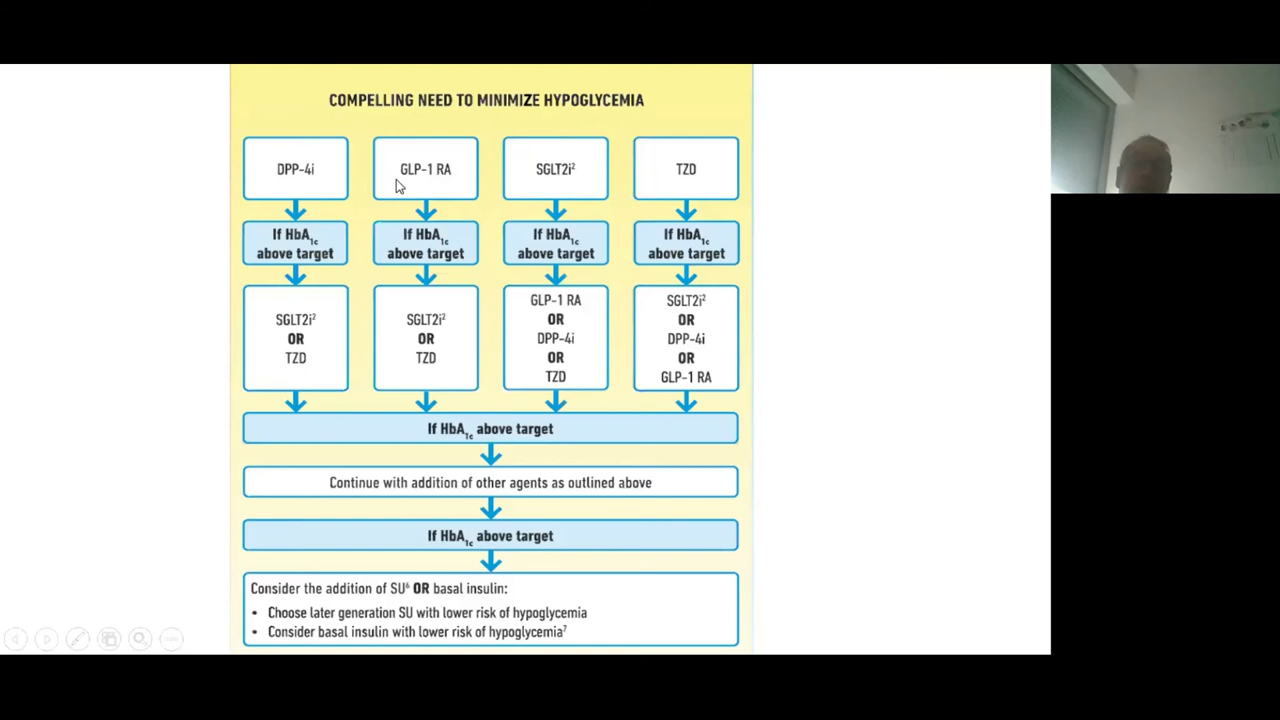 COMPELLING NEED TO MINIMIZE HYPOGLYCEMIA
DPP-4i
GLP-1 RA
SGLT2i²
TZD
If HbA1c
above target
If HbA1c
above target
If HbA1c
above target
If HbA1c
above target
SGLT2i²
OR
TZD
SGLT2i²
OR
TZD
GLP-1 RA
OR
DPP-4i
OR
TZD
SGLT2i²
OR
DPP-4i
OR
GLP-1 RA
If HbA1c above target
Continue with addition of other agents as outlined above
If HbA1c above target
Consider the addition of SU⁶ OR basal insulin:
• Choose later generation SU with lower risk of hypoglycemia
• Consider basal insulin with lower risk of hypoglycemia⁷